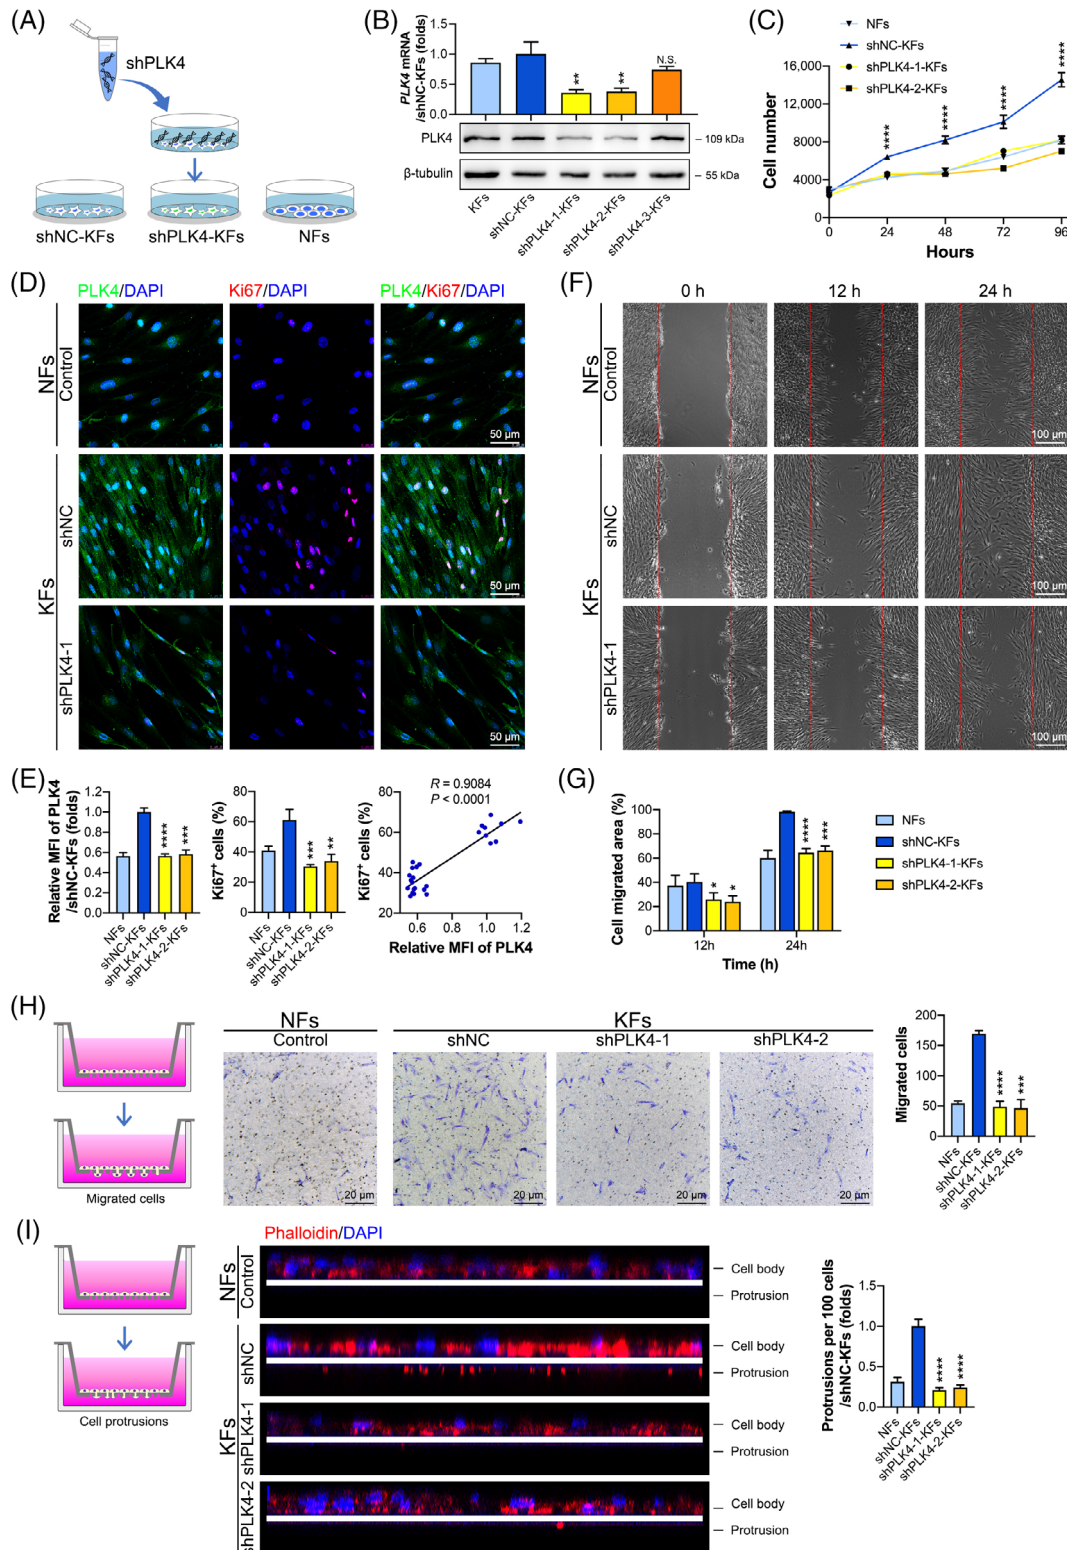 (A)
shPLK4
shNC-KFs
shPLK4-KFs
NFs
(B)
PLK4 mRNA
/shNC-KFs (folds)
1.5
1.0
0.5
0.0
**
**
N.S.
PLK4
– 109 kDa
β-tubulin
– 55 kDa
KFs
shNC-KFs
shPLK4-1-KFs
shPLK4-2-KFs
shPLK4-3-KFs
(C)
NFs
shNC-KFs
shPLK4-1-KFs
shPLK4-2-KFs
Cell number
16,000
12,000
8000
4000
0
****
****
****
****
0
24
48
72
96
Hours
(D)
PLK4/DAPI
Ki67/DAPI
PLK4/Ki67/DAPI
NFs
Control
50 µm
KFs
shNC
50 µm
shPLK4-1
50 µm
(F)
0 h
12 h
24 h
NFs
Control
100 µm
KFs
shNC
100 µm
shPLK4-1
100 µm
(E)
Relative MFI of PLK4
/shNC-KFs (folds)
1.2
1.0
0.8
0.6
0.4
0.2
0.0
****
***
NFs
shNC-KFs
shPLK4-1-KFs
shPLK4-2-KFs
Ki67+ cells (%)
80
60
40
20
0
***
**
NFs
shNC-KFs
shPLK4-1-KFs
shPLK4-2-KFs
R = 0.9084
P < 0.0001
Ki67+ cells (%)
80
60
40
20
0
0.6
0.8
1.0
1.2
Relative MFI of PLK4
(G)
Cell migrated area (%)
100
80
60
40
20
0
*
*
****
***
12h
24h
Time (h)
NFs
shNC-KFs
shPLK4-1-KFs
shPLK4-2-KFs
(H)
Migrated cells
NFs
KFs
Control
shNC
shPLK4-1
shPLK4-2
20 µm
20 µm
20 µm
20 µm
Migrated cells
200
150
100
50
0
****
***
NFs
shNC-KFs
shPLK4-1-KFs
shPLK4-2-KFs
(I)
Cell protrusions
Phalloidin/DAPI
NFs
Control
– Cell body
– Protrusion
KFs
shNC
– Cell body
– Protrusion
shPLK4-1
– Cell body
– Protrusion
shPLK4-2
– Cell body
– Protrusion
Protrusions per 100 cells
/shNC-KFs (folds)
1.5
1.0
0.5
0.0
****
****
NFs
shNC-KFs
shPLK4-1-KFs
shPLK4-2-KFs